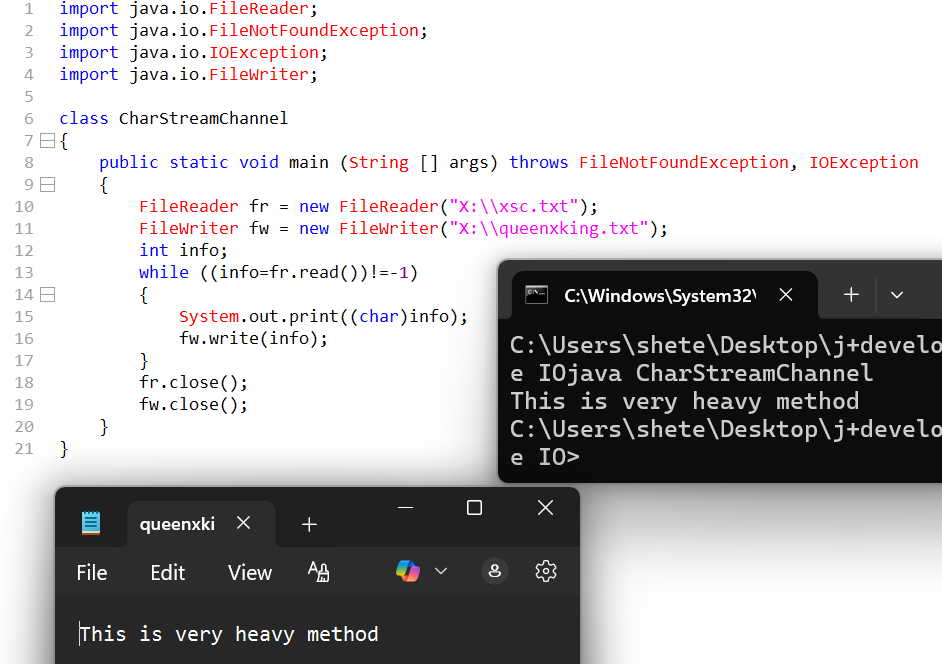 1 import java.io.FileReader;
2 import java.io.FileNotFoundException;
3 import java.io.IOException;
4 import java.io.FileWriter;
5
6 class CharStreamChannel
7 {
8 public static void main (String [] args) throws FileNotFoundException, IOException
9 {
10 FileReader fr = new FileReader("X:\\xsc.txt");
11 FileWriter fw = new FileWriter("X:\\queenxking.txt");
12 int info;
13 while ((info=fr.read())!=-1)
14 {
15 System.out.print((char)info);
16 fw.write(info);
17 }
18 fr.close();
19 fw.close();
20 }
21 }
C:\Windows\System32\
C:\Users\shete\Desktop\j+develo
e IOjava CharStreamChannel
This is very heavy method
C:\Users\shete\Desktop\j+develo
e IO>
queenxki
File Edit View
This is very heavy method